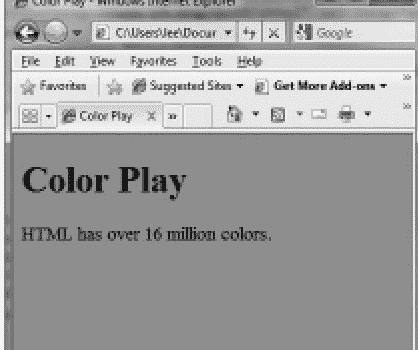 Color Play - Windows Internet Explorer
C:\Users\lee\Docur
Google
File Edit View Favorites Tools Help
Favorites Suggested Sites Get More Add-ons
Color Play
Color Play
HTML has over 16 million colors.